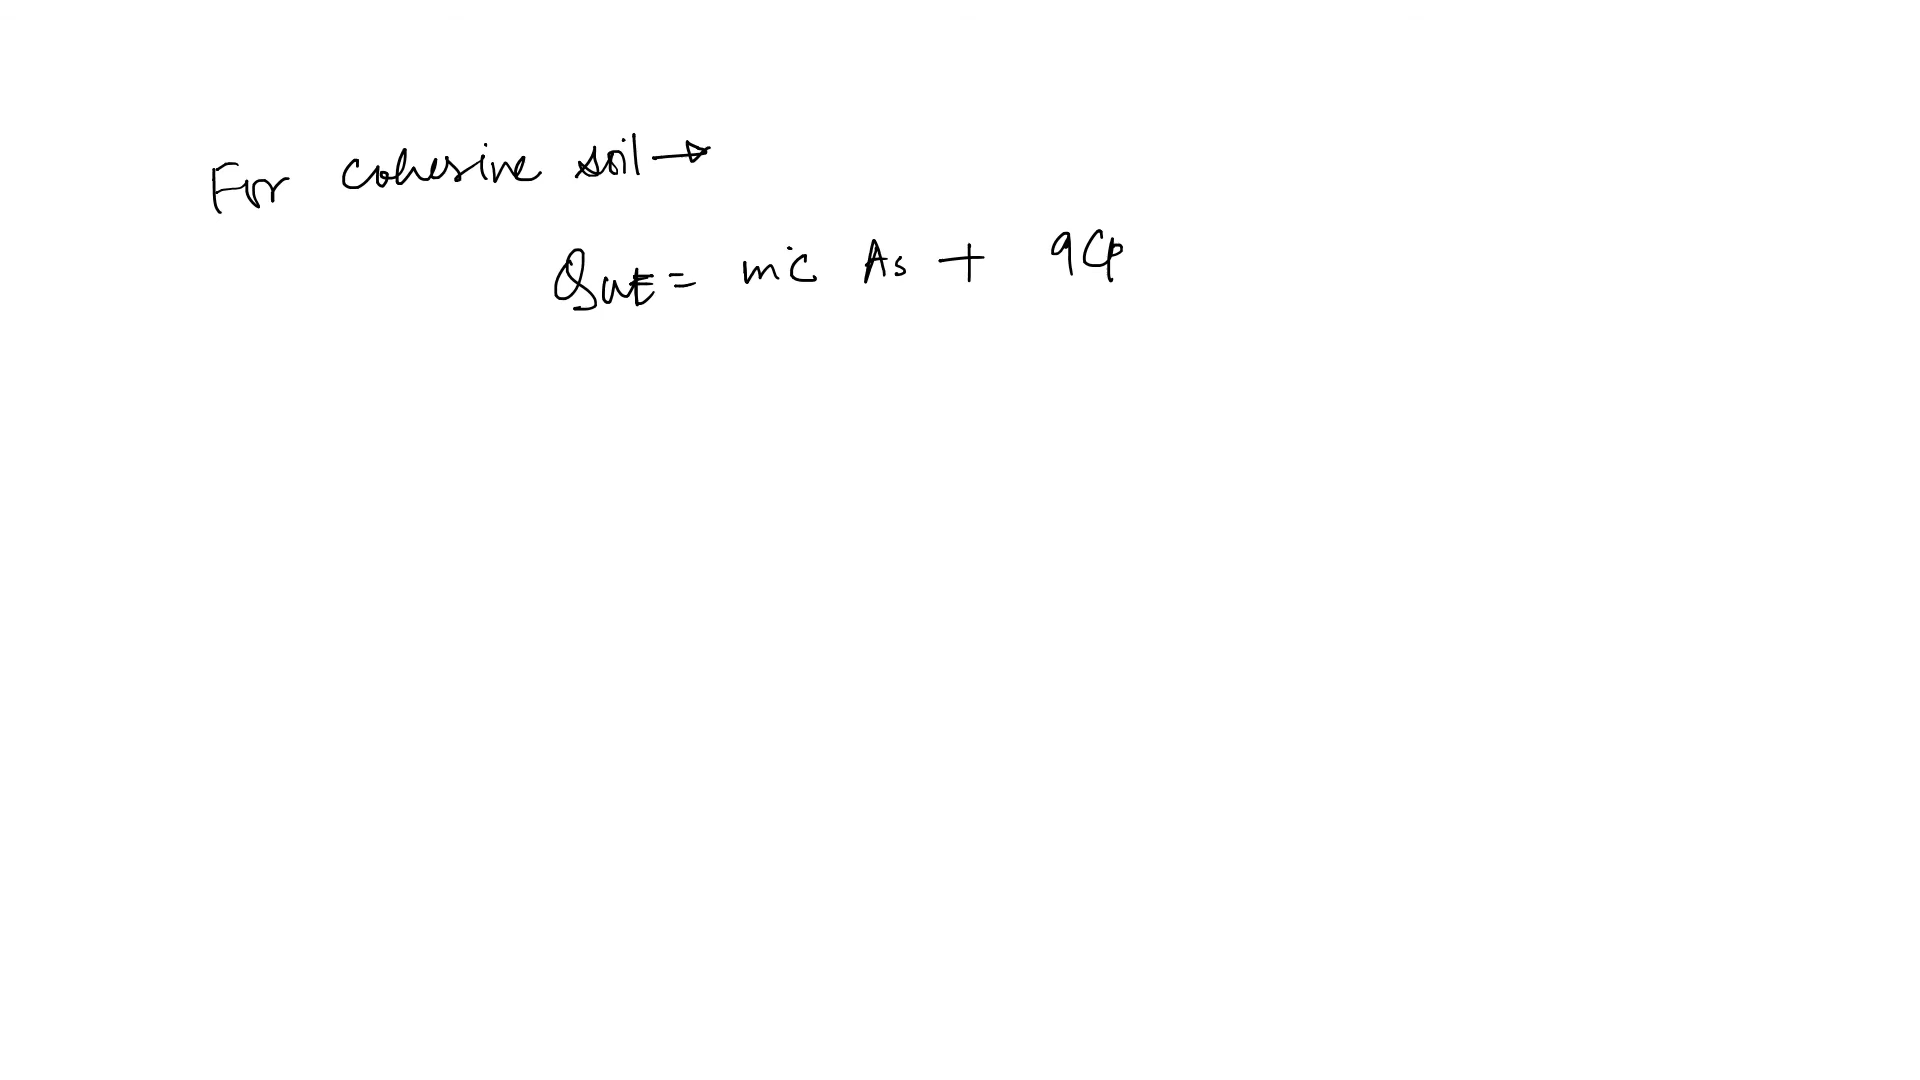 For cohesive soil →
Qult = mc̄ As + 9Cp